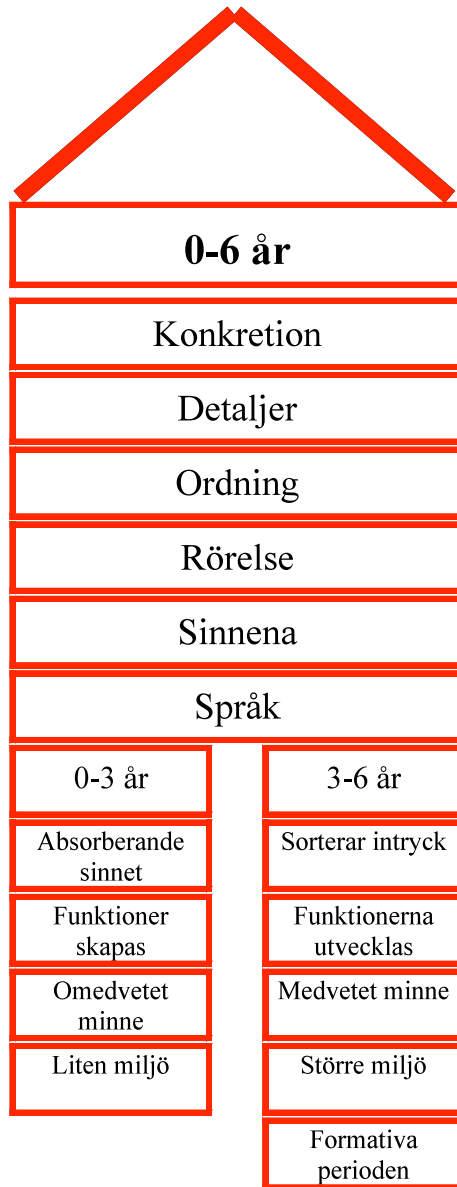 0-6 år
Konkretion
Detaljer
Ordning
Rörelse
Sinnena
Språk
0-3 år
Absorberande
sinnet
Funktioner
skapas
Omedvetet
minne
Liten miljö
3-6 år
Sorterar intryck
Funktionerna
utvecklas
Medvetet minne
Större miljö
Formativa
perioden